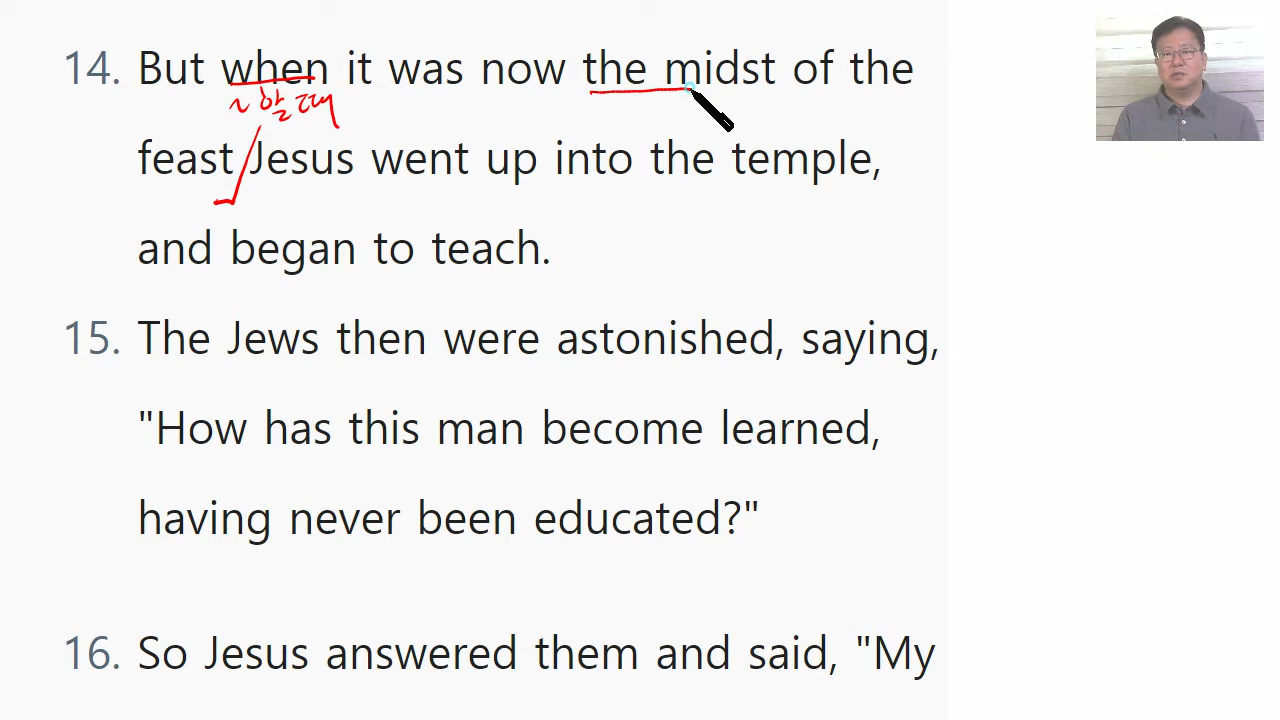 14. But when it was now the midst of the
~할 때
feast Jesus went up into the temple,
and began to teach.
15. The Jews then were astonished, saying,
"How has this man become learned,
having never been educated?"
16. So Jesus answered them and said, "My